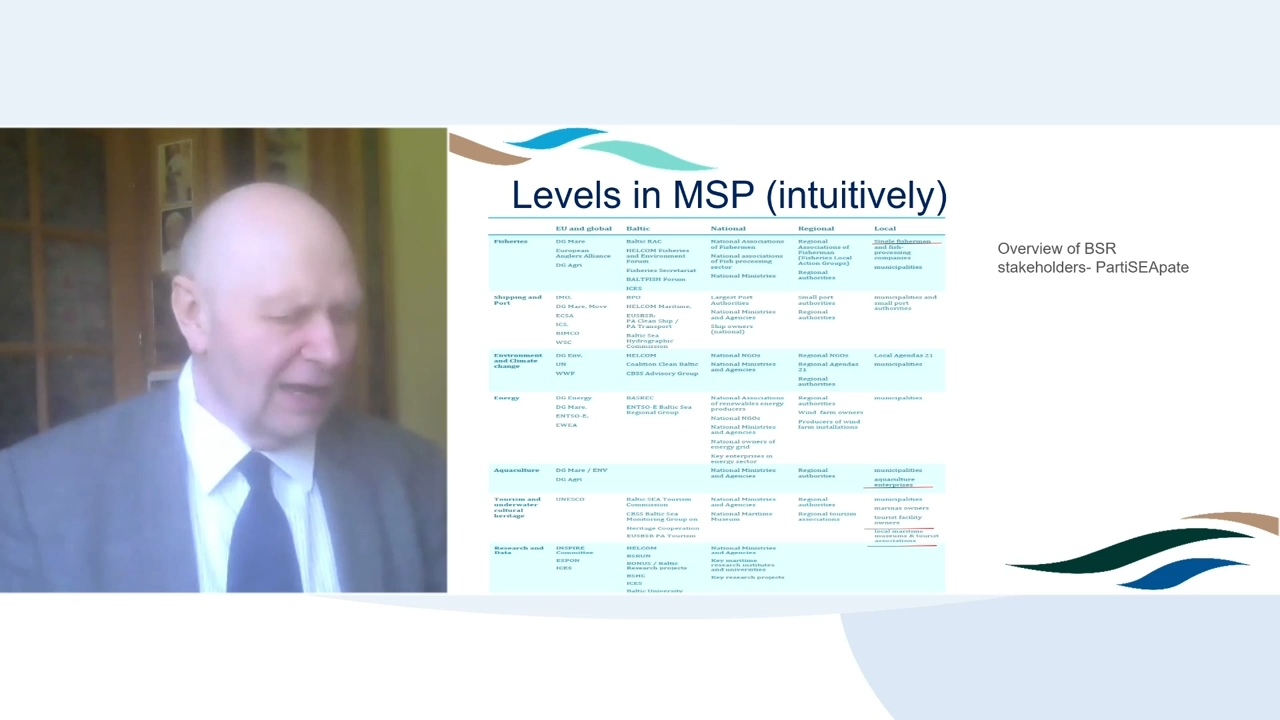 Levels in MSP (intuitively)
EU and global Baltic National Regional Local
Fisheries
DG Mare
European
Anglers Alliance
DG Agri
Baltic RAC
HELCOM Fisheries
and Environment
Forum
Fisheries Secretariat
BALTFISH Forum
ICES
National Associations
of Fishermen
National associations
of Fish processing
sector
National Ministries
Regional
Associations of
Fisherman
(Fisheries Local
Action Groups)
Regional
authorities
Single fishermen
and fish-
processing
companies
municipalities
Shipping and
Port
IMO,
DG Mare, Move
ECSA
ICS,
BIMCO
WSC
BPO
HELCOM Maritime,
EUSBSR:
PA Clean Ship /
PA Transport
Baltic Sea
Hydrographic
Commission
Largest Port
Authorities
National Ministries
and Agencies
Ship owners
(national)
Small port
authorities
Regional
authorities
municipalities and
small port
authorities
Environment
and Climate
change
DG Env.
UN
WWF
HELCOM
Coalition Clean Baltic
CBSS Advisory Group
National NGOs
National Ministries
and Agencies
Regional NGOs
Regional Agendas
21
Regional
authorities
Local Agendas 21
municipalities
Energy
DG Energy
DG Mare.
ENTSO-E,
EWEA
BASREC
ENTSO-E Baltic Sea
Regional Group
National Associations
of renewables energy
producers
National NGOs
National Ministries
and Agencies
National owners of
energy grid
Key enterprises in
energy sector
Regional
authorities
Wind farm owners
Producers of wind
farm installations
municipalities
Aquaculture
DG Mare / ENV
DG Agri
National Ministries
and Agencies
Regional
authorities
municipalities
aquaculture
enterprises
Tourism and
underwater
cultural
heritage
UNESCO
Baltic SEA Tourism
Commission
CBSS Baltic Sea
Monitoring Group on
Heritage Cooperation
EUSBSR PA Tourism
National Ministries
and Agencies
National Maritime
Museum
Regional
authorities
Regional tourism
associations
municipalities
marinas owners
tourist facility
owners
local maritime
museums & tourist
associations
Research and
Data
INSPIRE
Committee
ESPON
ICES
HELCOM
BSRUN
BONUS / Baltic
Research projects
BSHC
ICES
Baltic University
National Ministries
and Agencies
Key maritime
research institutes
and universities
Key research projects
Overview of BSR
stakeholders- PartiSEApate